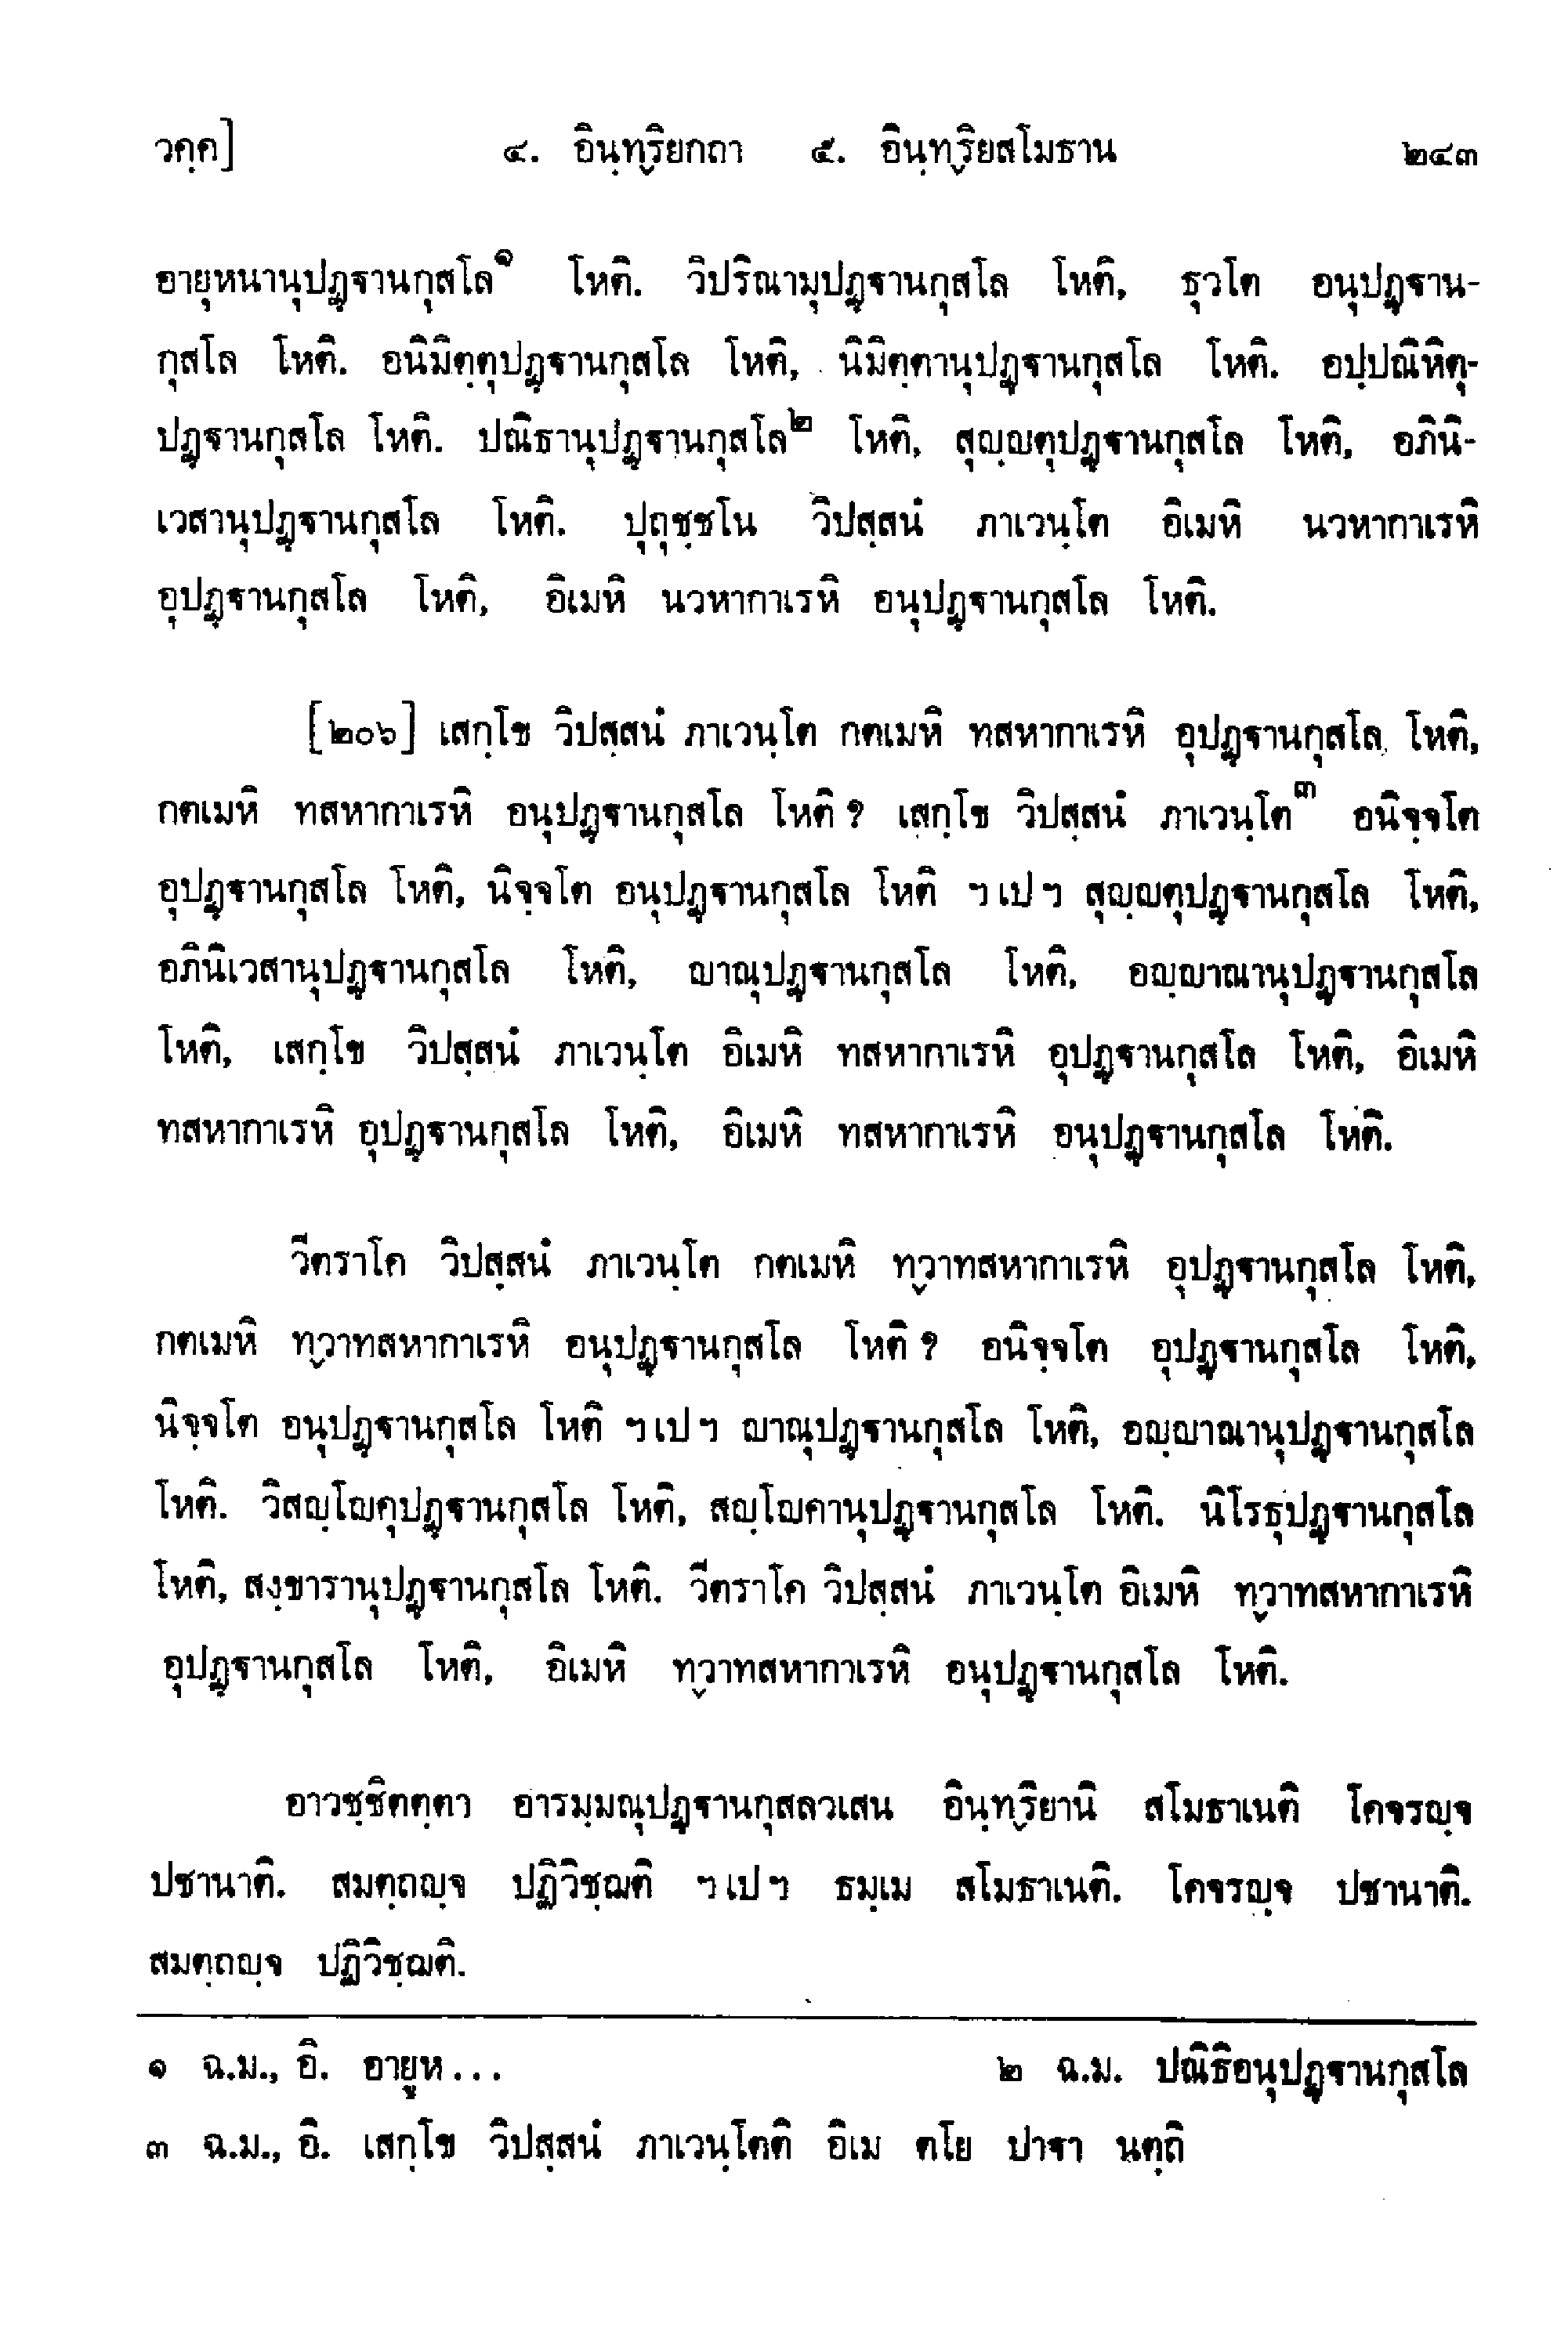 วคฺค] ๔. อินฺทฺริยกถา ๕. อินฺทฺริยสโมธาน ๒๔๓
อายุหนานุปฏฺฐานกุสโล๑ โหติ. วิปริณามุปฏฺฐานกุสโล โหติ, ธุวโต อนุปฏฺฐาน-
กุสโล โหติ. อนิมิตฺตุปฏฺฐานกุสโล โหติ, นิมิตฺตานุปฏฺฐานกุสโล โหติ. อปฺปณิหิตุ-
ปฏฺฐานกุสโล โหติ. ปณิธานุปฏฺฐานกุสโล๒ โหติ, สุญฺญตุปฏฺฐานกุสโล โหติ, อภินิ-
เวสานุปฏฺฐานกุสโล โหติ. ปุถุชฺชโน วิปสฺสนํ ภาเวนฺโต อิเมหิ นวหากาเรหิ
อุปฏฺฐานกุสโล โหติ, อิเมหิ นวหากาเรหิ อนุปฏฺฐานกุสโล โหติ.
[๒๐๖] เสกฺโข วิปสฺสนํ ภาเวนฺโต กตเมหิ ทสหากาเรหิ อุปฏฺฐานกุสโล โหติ,
กตเมหิ ทสหากาเรหิ อนุปฏฺฐานกุสโล โหติ ? เสกฺโข วิปสฺสนํ ภาเวนฺโต๓ อนิจฺจโต
อุปฏฺฐานกุสโล โหติ, นิจฺจโต อนุปฏฺฐานกุสโล โหติ ฯ เป ฯ สุญฺญตุปฏฺฐานกุสโล โหติ,
อภินิเวสานุปฏฺฐานกุสโล โหติ, ญาณุปฏฺฐานกุสโล โหติ, อญฺญาณานุปฏฺฐานกุสโล
โหติ, เสกฺโข วิปสฺสนํ ภาเวนฺโต อิเมหิ ทสหากาเรหิ อุปฏฺฐานกุสโล โหติ, อิเมหิ
ทสหากาเรหิ อุปฏฺฐานกุสโล โหติ, อิเมหิ ทสหากาเรหิ อนุปฏฺฐานกุสโล โหติ.
วีตราโค วิปสฺสนํ ภาเวนฺโต กตเมหิ ทฺวาทสหากาเรหิ อุปฏฺฐานกุสโล โหติ,
กตเมหิ ทฺวาทสหากาเรหิ อนุปฏฺฐานกุสโล โหติ ? อนิจฺจโต อุปฏฺฐานกุสโล โหติ,
นิจฺจโต อนุปฏฺฐานกุสโล โหติ ฯ เป ฯ ญาณุปฏฺฐานกุสโล โหติ, อญฺญาณานุปฏฺฐานกุสโล
โหติ. วิสญฺโญคุปฏฺฐานกุสโล โหติ, สญฺโญคานุปฏฺฐานกุสโล โหติ. นิโรธุปฏฺฐานกุสโล
โหติ, สงฺขารานุปฏฺฐานกุสโล โหติ. วีตราโค วิปสฺสนํ ภาเวนฺโต อิเมหิ ทฺวาทสหากาเรหิ
อุปฏฺฐานกุสโล โหติ, อิเมหิ ทฺวาทสหากาเรหิ อนุปฏฺฐานกุสโล โหติ.
อาวชฺชิตตฺตา อารมฺมณุปฏฺฐานกุสลวเสน อินฺทฺริยานิ สโมธาเนติ โคจรญฺจ
ปชานาติ. สมตฺถญฺจ ปฏิวิชฺฌติ ฯ เป ฯ ธมฺเม สโมธาเนติ. โคจรญฺจ ปชานาติ.
สมตฺถญฺจ ปฏิวิชฺฌติ.
๑ ฉ.ม., อิ. อายูห... ๒ ฉ.ม. ปณิธิอนุปฏฺฐานกุสโล
๓ ฉ.ม., อิ. เสกฺโข วิปสฺสนํ ภาเวนฺโตติ อิเม ตโย ปาฐา นตฺถิ